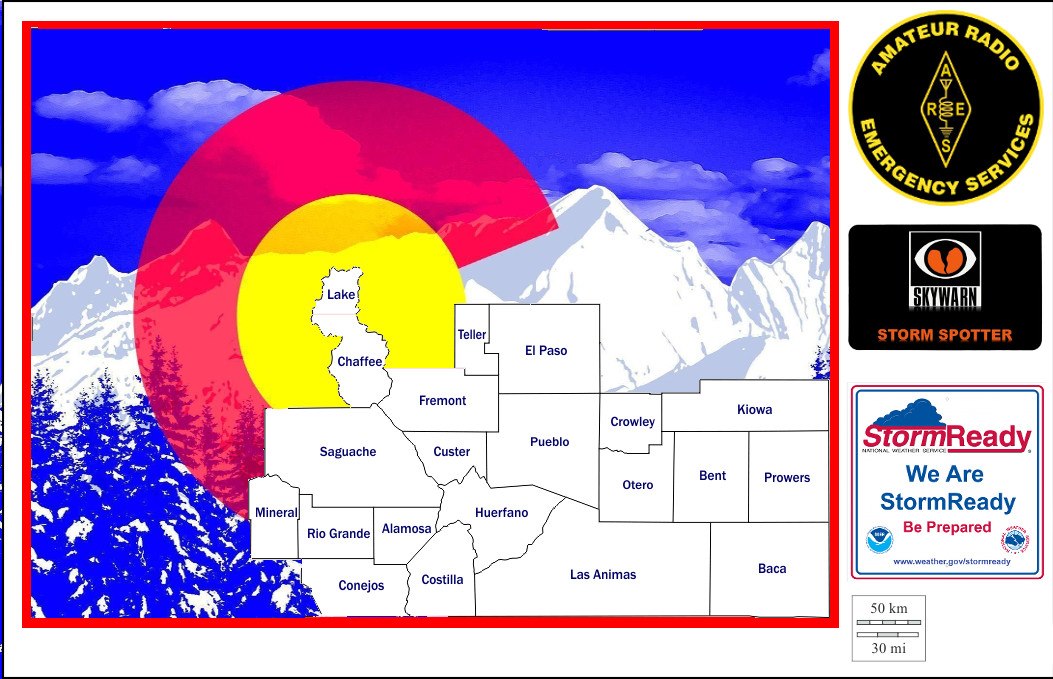 AMATEUR RADIO
A
R E
S
EMERGENCY SERVICES
SKYWARN
STORM SPOTTER
StormReady
NATIONAL WEATHER SERVICE
We Are
StormReady
Be Prepared
www.weather.gov/stormready
Lake
Teller
El Paso
Chaffee
Fremont
Kiowa
Crowley
Pueblo
Saguache
Custer
Bent
Prowers
Otero
Mineral
Huerfano
Rio Grande
Alamosa
Baca
Las Animas
Costilla
Conejos
50 km
30 mi